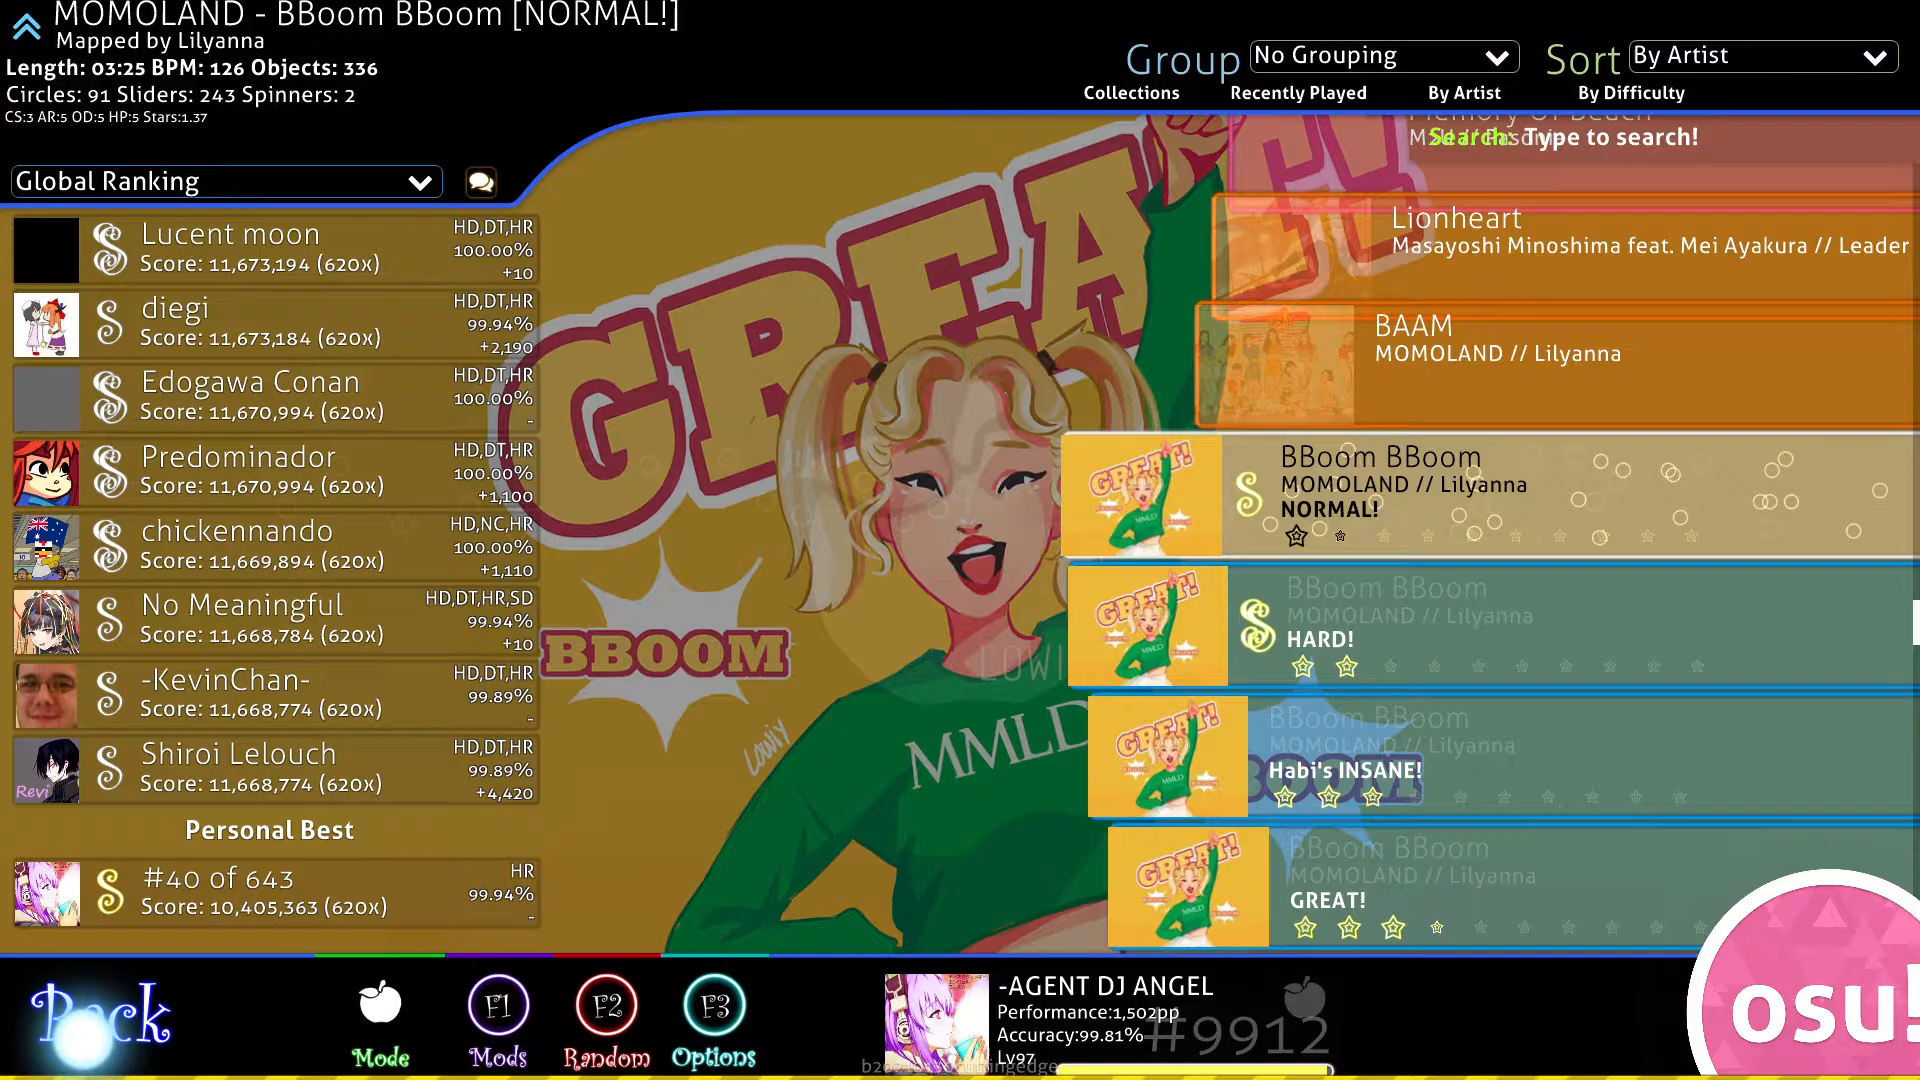 MOMOLAND - BBoom BBoom [NORMAL!]
Mapped by Lilyanna
Length: 03:25 BPM: 126 Objects: 336
Circles: 91 Sliders: 243 Spinners: 2
CS:3 AR:5 OD:5 HP:5 Stars:1.37
Group No Grouping
Sort By Artist
Collections Recently Played By Artist By Difficulty
Search: Type to search!
Global Ranking
Lucent moon
Score: 11,673,194 (620x)
HD,DT,HR
100.00%
+10
diegi
Score: 11,673,184 (620x)
HD,DT,HR
99.94%
+2,190
Edogawa Conan
Score: 11,670,994 (620x)
HD,DT,HR
100.00%
-
Predominador
Score: 11,670,994 (620x)
HD,DT,HR
100.00%
+1,100
chickennando
Score: 11,669,894 (620x)
HD,NC,HR
100.00%
+1,110
No Meaningful
Score: 11,668,784 (620x)
HD,DT,HR,SD
99.94%
+10
-KevinChan-
Score: 11,668,774 (620x)
HD,DT,HR
99.89%
-
Revi
Shiroi Lelouch
Score: 11,668,774 (620x)
HD,DT,HR
99.89%
+4,420
Personal Best
#40 of 643
Score: 10,405,363 (620x)
HR
99.94%
-
GREAT!
BBOOM
MMLD
Lowiy
Lionheart
Masayoshi Minoshima feat. Mei Ayakura // Leader
BAAM
MOMOLAND // Lilyanna
BBoom BBoom
MOMOLAND // Lilyanna
NORMAL!
BBoom BBoom
MOMOLAND // Lilyanna
HARD!
BBoom BBoom
MOMOLAND // Lilyanna
Habi's INSANE!
BBoom BBoom
MOMOLAND // Lilyanna
GREAT!
Back
Mode
F1
Mods
F2
Random
F3
Options
-AGENT DJ ANGEL
Performance:1,502pp
Accuracy:99.81%
Lv97
#9912
osu!